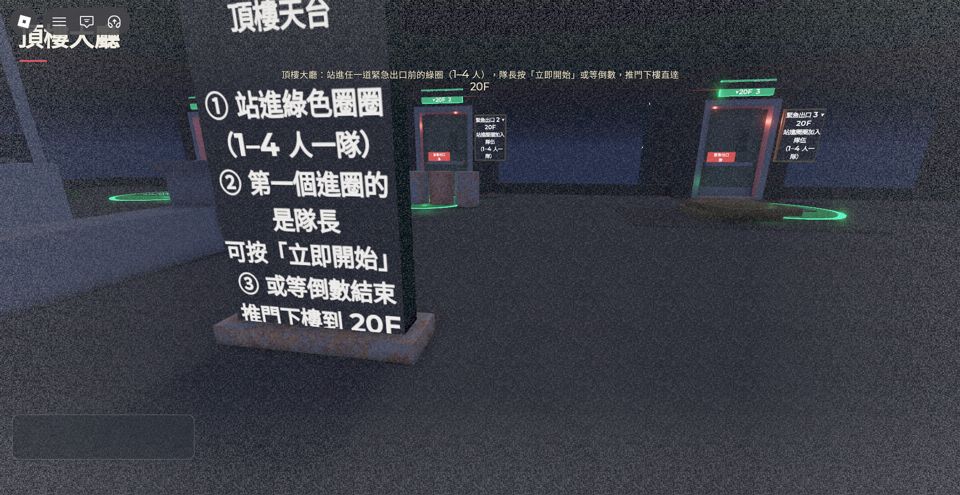 頂樓大廳
頂樓大廳：站進任一道緊急出口前的綠圈（1–4 人），隊長按「立即開始」或等倒數，推門下樓直達
20F
頂樓天台
① 站進綠色圈圈
（1–4 人一隊）
② 第一個進圈的
是隊長
可按「立即開始」
③ 或等倒數結束
推門下樓到 20F
緊急出口 2
20F
站進圈圈加入
隊伍
（1–4 人一
隊）
緊急出口 3
20F
站進圈圈加入
隊伍
（1–4 人一
隊）